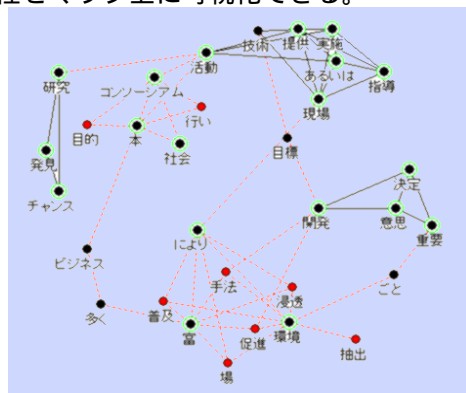 性をマップ上に可視化できる。
技術
提供
実施
活動
あるいは
指導
研究
コンソーシアム
現場
行い
目的
本
社会
目標
発見
チャンス
決定
開発
意思
重要
により
ビジネス
手法
浸透
ごと
多く
普及
富
促進
環境
抽出
場